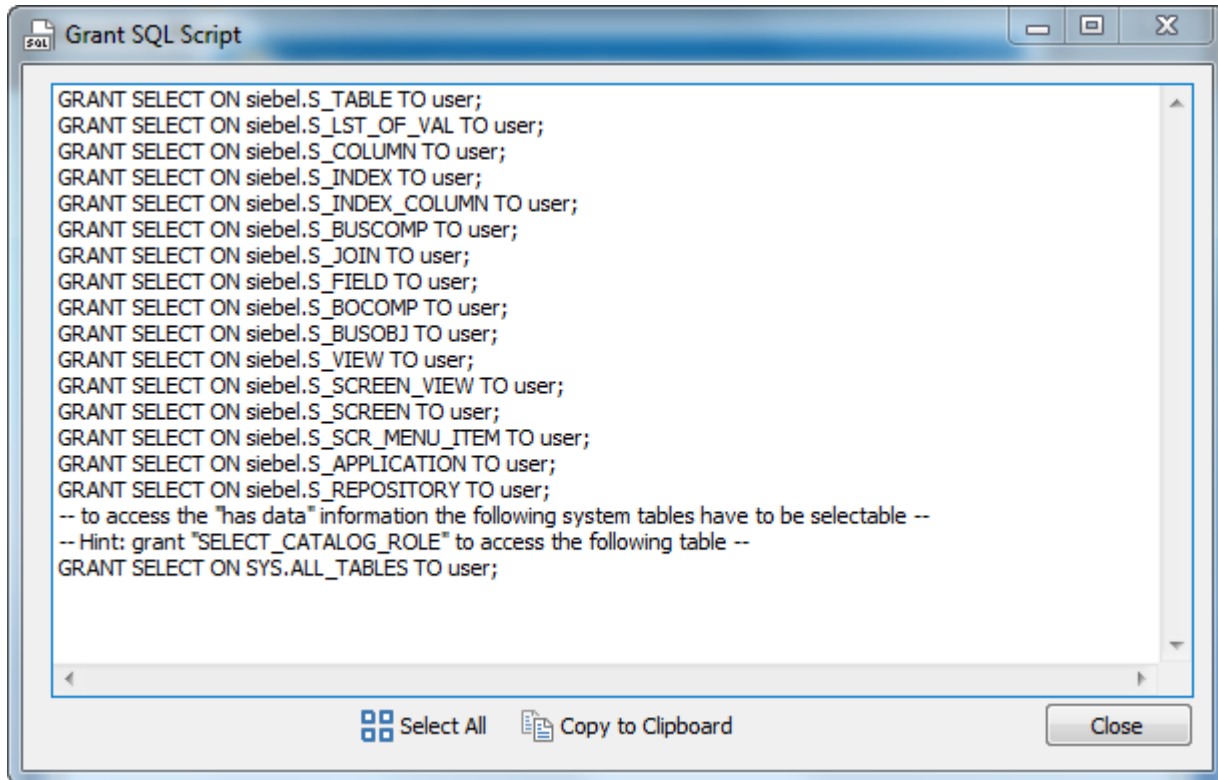 SQL
Grant SQL Script
GRANT SELECT ON siebel.S_TABLE TO user;
GRANT SELECT ON siebel.S_LST_OF_VAL TO user;
GRANT SELECT ON siebel.S_COLUMN TO user;
GRANT SELECT ON siebel.S_INDEX TO user;
GRANT SELECT ON siebel.S_INDEX_COLUMN TO user;
GRANT SELECT ON siebel.S_BUSCOMP TO user;
GRANT SELECT ON siebel.S_JOIN TO user;
GRANT SELECT ON siebel.S_FIELD TO user;
GRANT SELECT ON siebel.S_BOCOMP TO user;
GRANT SELECT ON siebel.S_BUSOBJ TO user;
GRANT SELECT ON siebel.S_VIEW TO user;
GRANT SELECT ON siebel.S_SCREEN_VIEW TO user;
GRANT SELECT ON siebel.S_SCREEN TO user;
GRANT SELECT ON siebel.S_SCR_MENU_ITEM TO user;
GRANT SELECT ON siebel.S_APPLICATION TO user;
GRANT SELECT ON siebel.S_REPOSITORY TO user;
-- to access the "has data" information the following system tables have to be selectable --
-- Hint: grant "SELECT_CATALOG_ROLE" to access the following table --
GRANT SELECT ON SYS.ALL_TABLES TO user;
Select All
Copy to Clipboard
Close